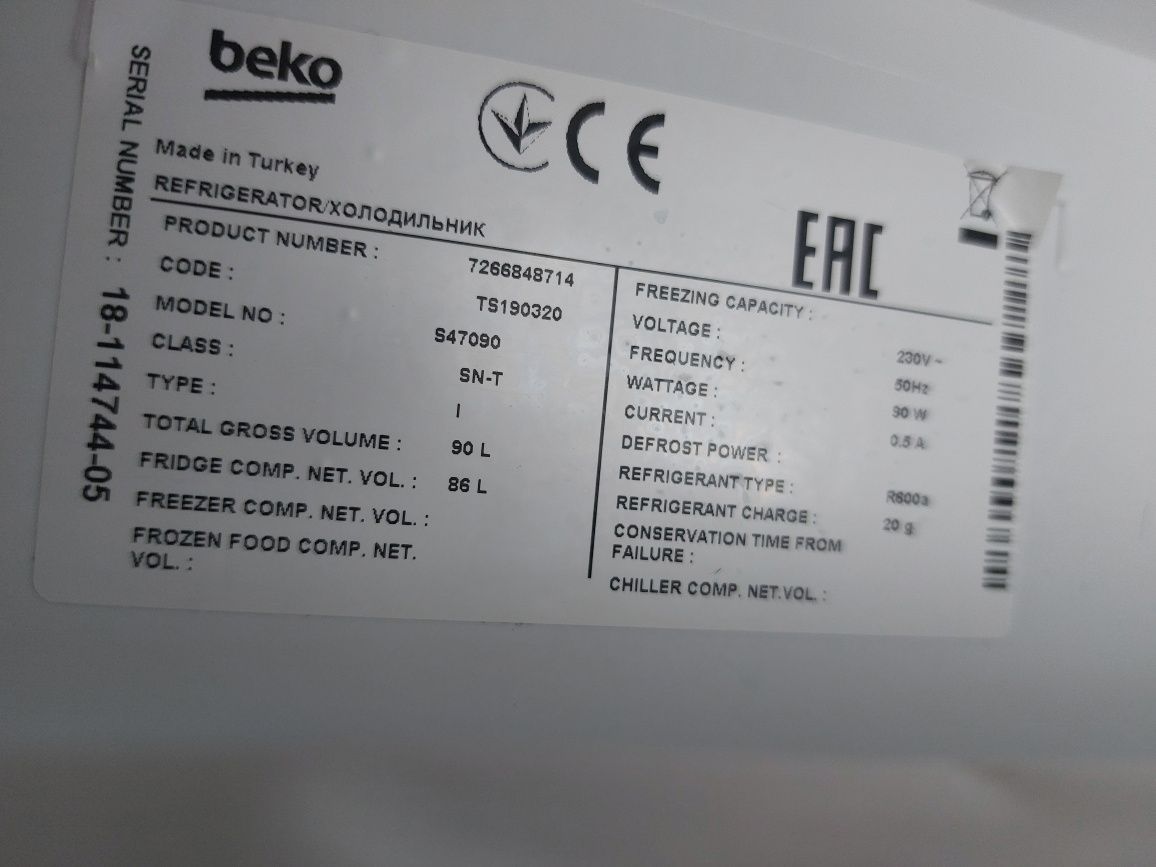 beko
CE
EAC
Made in Turkey
REFRIGERATOR/ХОЛОДИЛЬНИК
SERIAL NUMBER : 18-114744-05
PRODUCT NUMBER : 7266848714
CODE : TS190320
MODEL NO : S47090
CLASS : SN-T
TYPE : I
TOTAL GROSS VOLUME : 90 L
FRIDGE COMP. NET. VOL. : 86 L
FREEZER COMP. NET. VOL. :
FROZEN FOOD COMP. NET.
VOL. :
FREEZING CAPACITY :
VOLTAGE : 230V ~
FREQUENCY : 50Hz
WATTAGE : 90 W
CURRENT : 0.5 A
DEFROST POWER :
REFRIGERANT TYPE : R600a
REFRIGERANT CHARGE : 20 g
CONSERVATION TIME FROM
FAILURE :
CHILLER COMP. NET.VOL. :